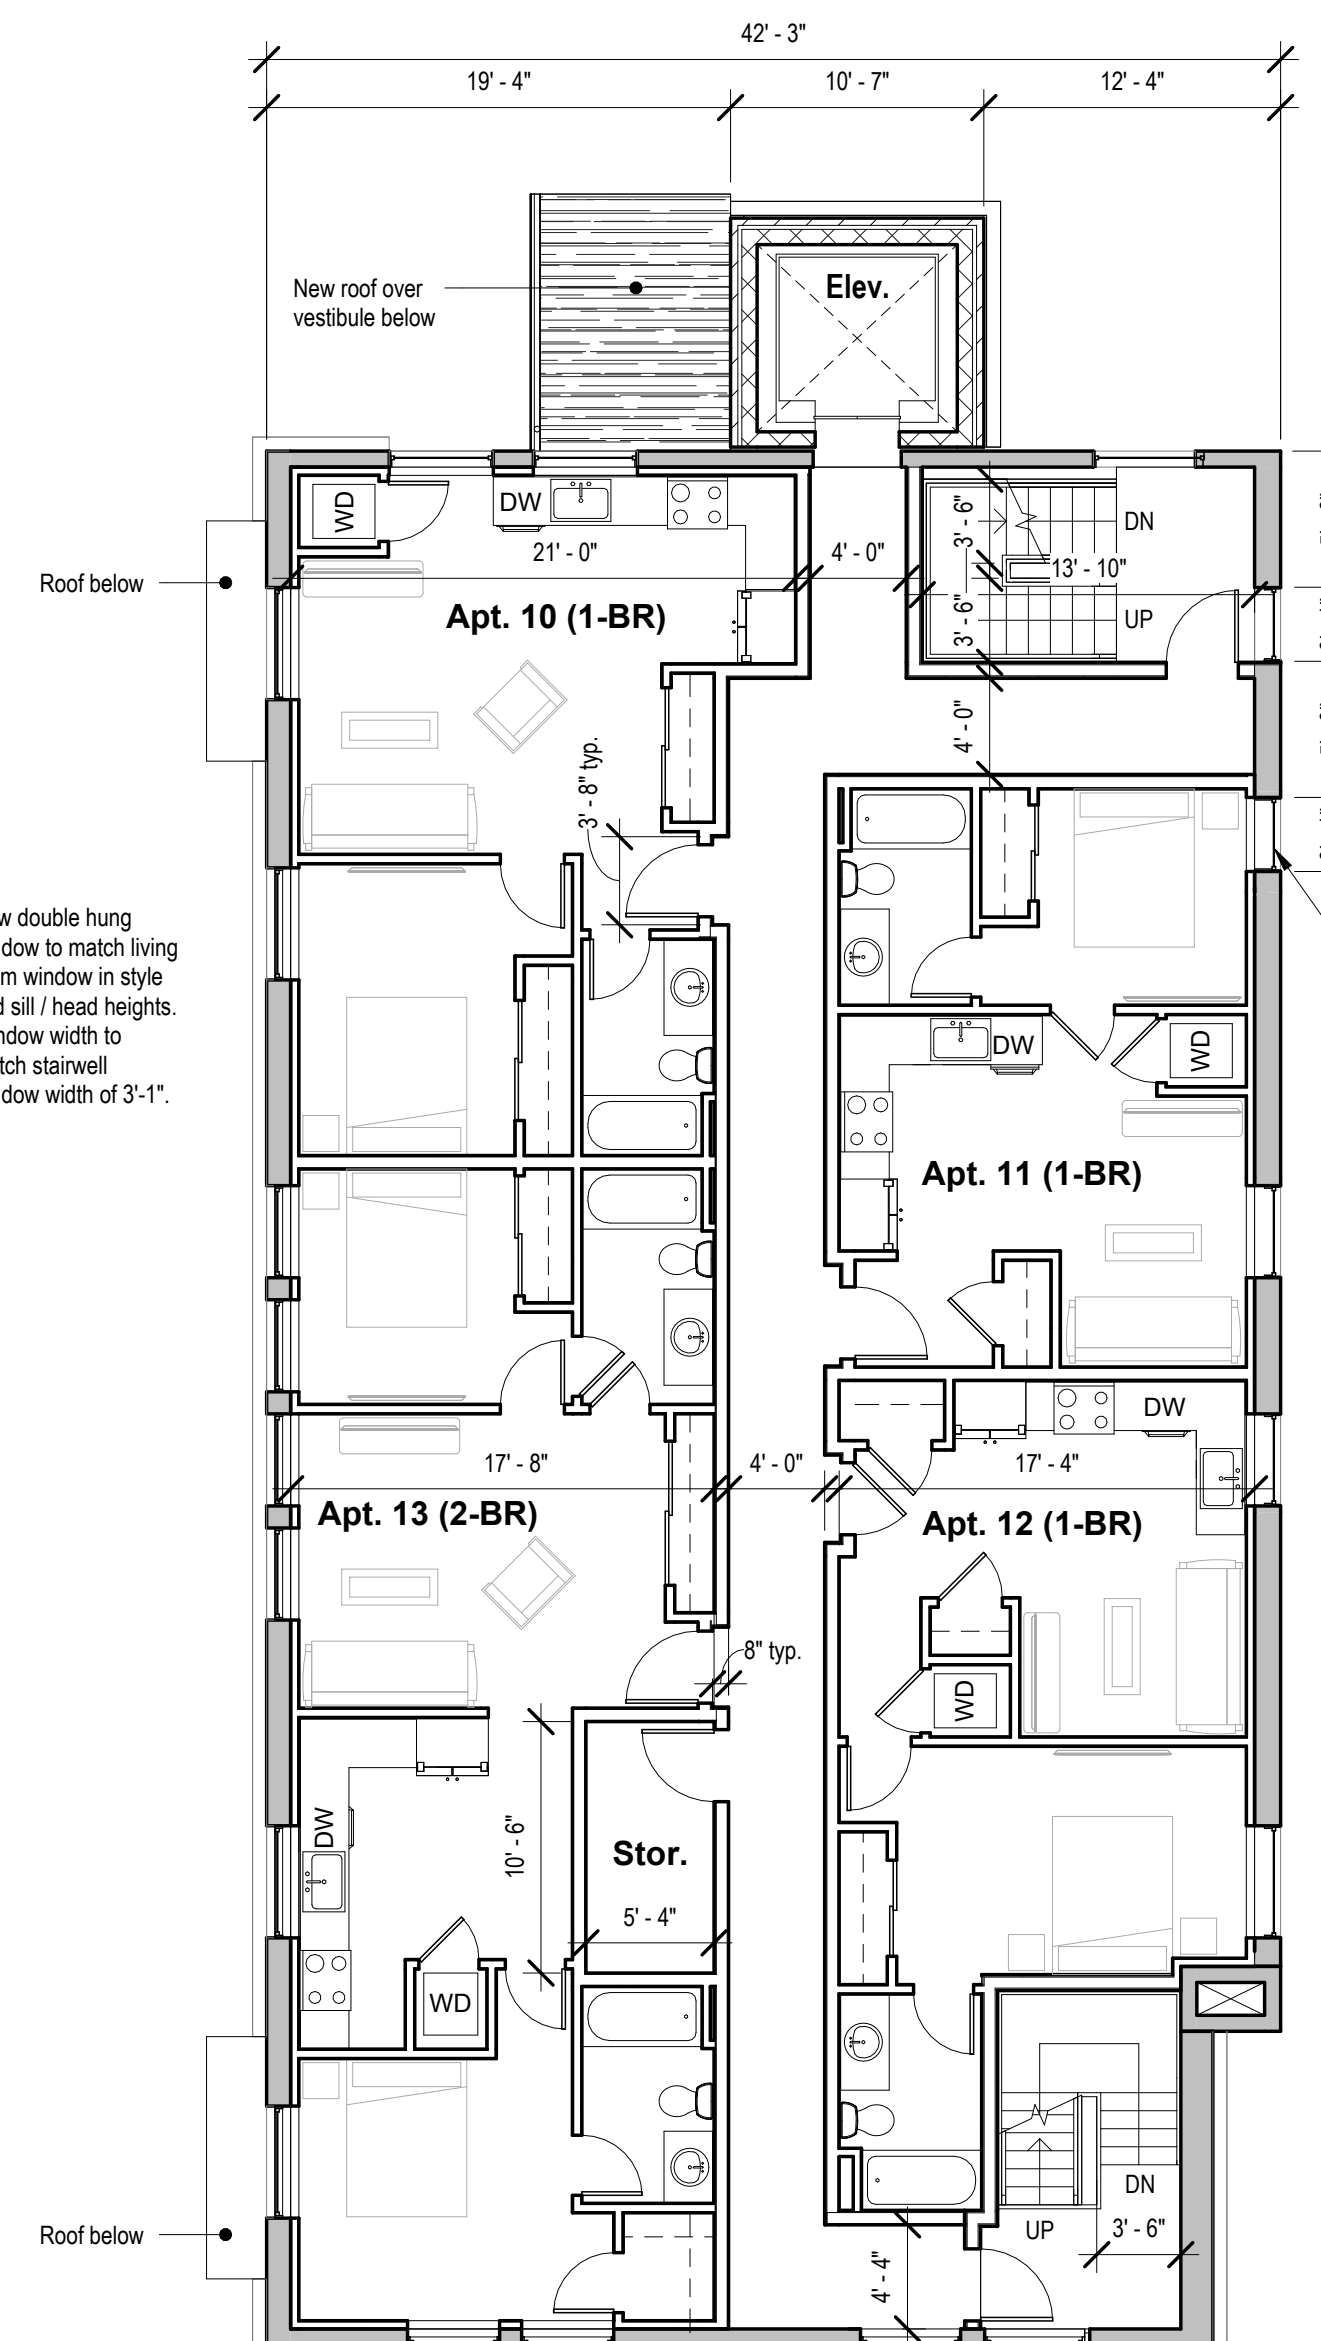 42' - 3"
19' - 4"
10' - 7"
12' - 4"
Elev.
New roof over
vestibule below
WD
DW
3' - 6"
DN
21' - 0"
4' - 0"
13' - 10"
Roof below
Apt. 10 (1-BR)
3' - 6"
UP
4' - 0"
3' - 8" typ.
double hung
to match living
window in style
sill / head heights.
width to
stairwell
width of 3'-1".
DW
WD
Apt. 11 (1-BR)
DW
17' - 8"
4' - 0"
17' - 4"
Apt. 13 (2-BR)
Apt. 12 (1-BR)
8" typ.
WD
DW
10' - 6"
Stor.
5' - 4"
WD
DN
UP
3' - 6"
Roof below
4' - 4"